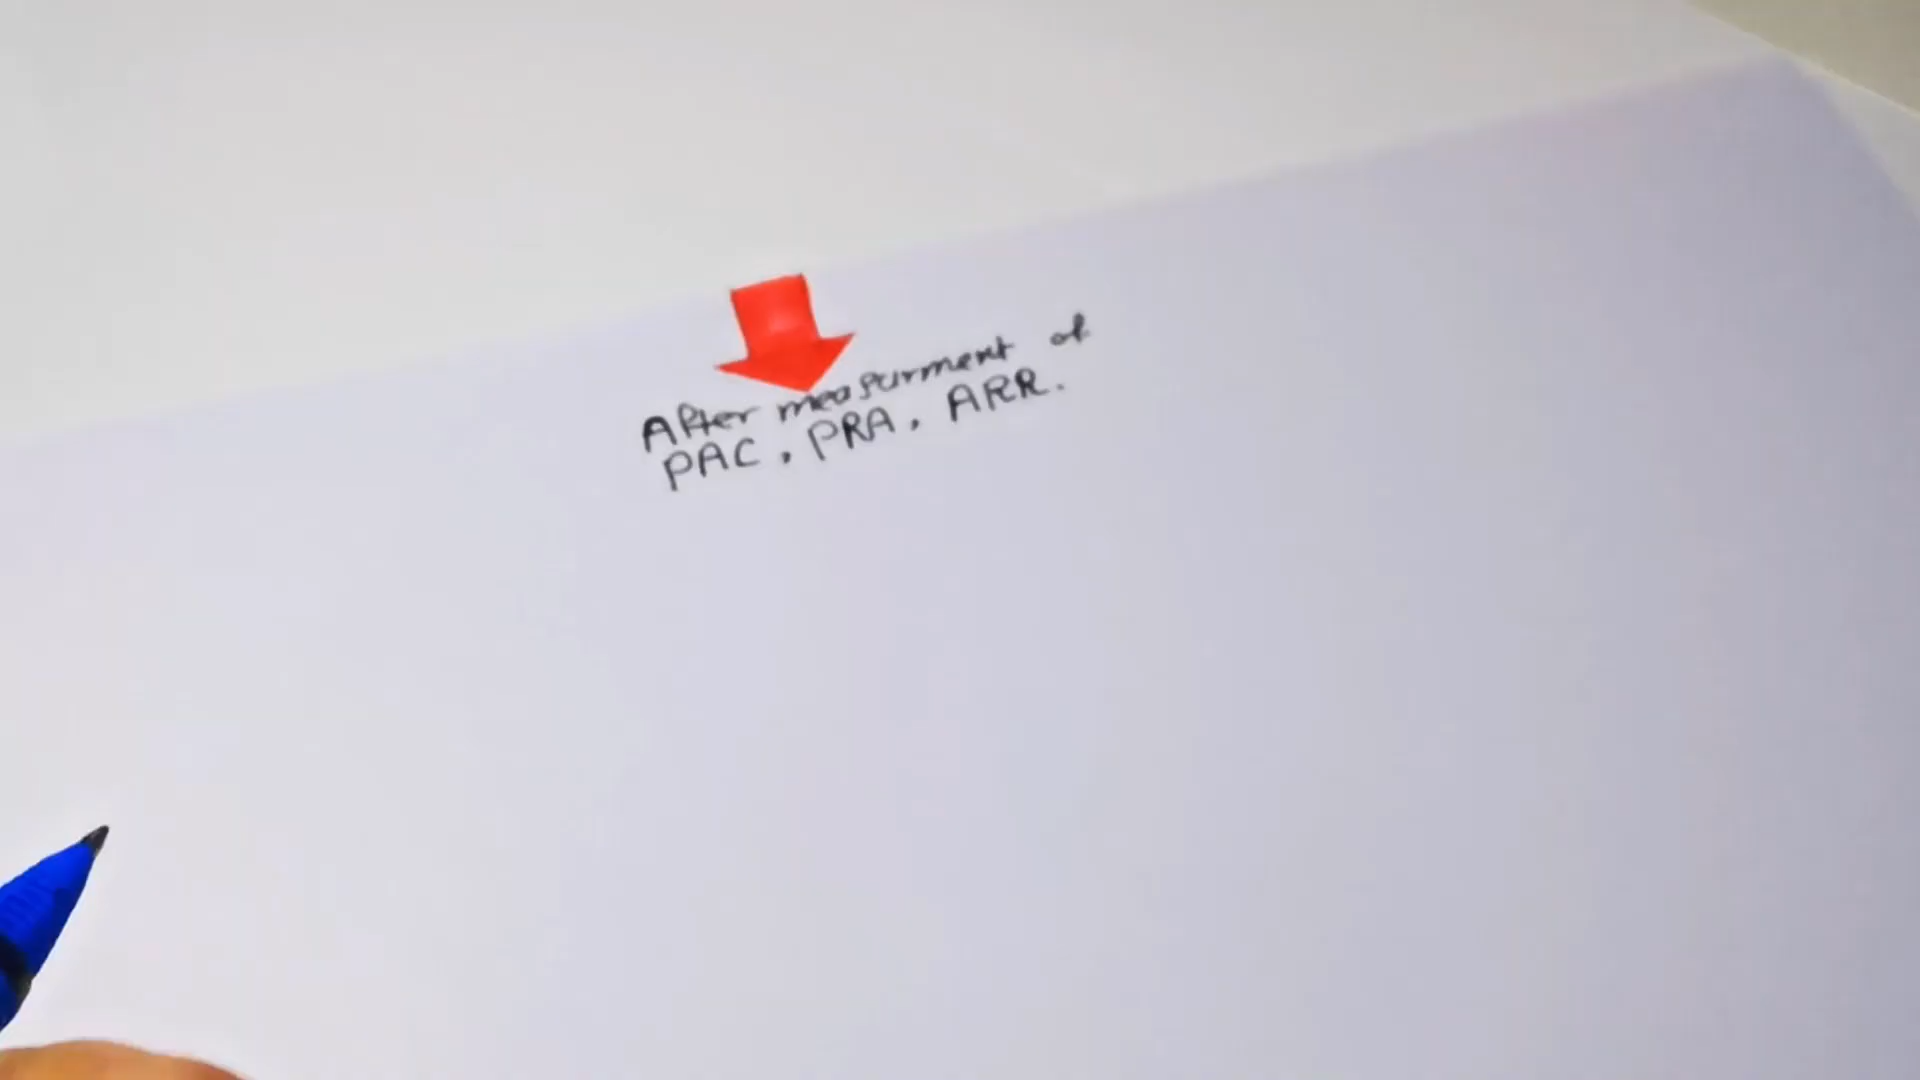 After measurment of
PAC, PRA, ARR.